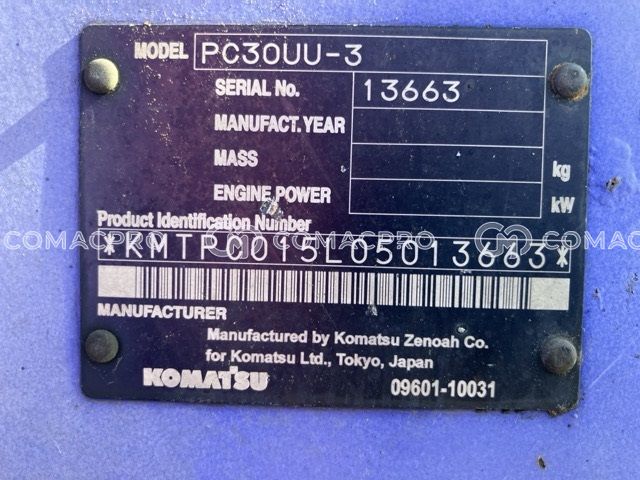 MODEL PC30UU-3
SERIAL No. 13663
MANUFACT. YEAR
MASS kg
ENGINE POWER kW
Product Identification Number
*KMTPC015L05013663*
MANUFACTURER
Manufactured by Komatsu Zenoah Co.
for Komatsu Ltd., Tokyo, Japan
KOMATSU 09601-10031
COMACPRO COMACPRO COMACPRO